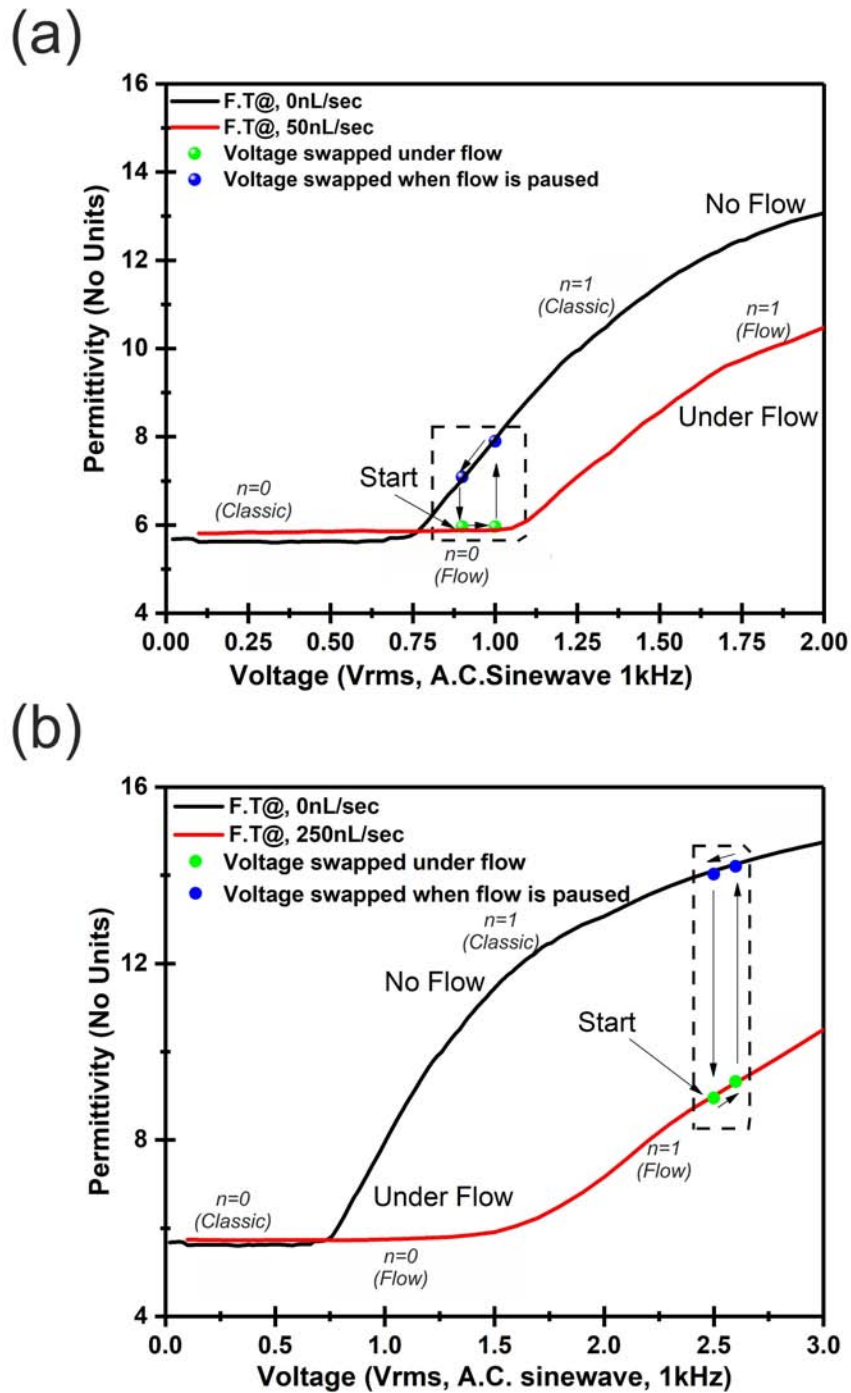 (a)
16
14
12
10
8
6
4
Permittivity (No Units)
F.T@, 0nL/sec
F.T@, 50nL/sec
Voltage swapped under flow
Voltage swapped when flow is paused
No Flow
n=1
(Classic)
n=1
(Flow)
Under Flow
Start
n=0
(Classic)
n=0
(Flow)
0.00 0.25 0.50 0.75 1.00 1.25 1.50 1.75 2.00
Voltage (Vrms, A.C.Sinewave 1kHz)
(b)
16
12
8
4
Permittivity (No Units)
F.T@, 0nL/sec
F.T@, 250nL/sec
Voltage swapped under flow
Voltage swapped when flow is paused
n=1
(Classic)
No Flow
Start
n=1
(Flow)
Under Flow
n=0
(Classic)
n=0
(Flow)
0.0 0.5 1.0 1.5 2.0 2.5 3.0
Voltage (Vrms, A.C. sinewave, 1kHz)